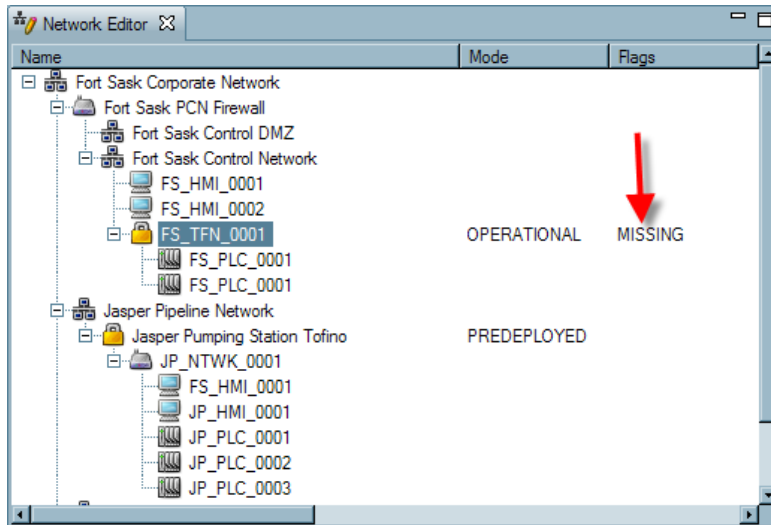 Network Editor
Name Mode Flags
Fort Sask Corporate Network
Fort Sask PCN Firewall
Fort Sask Control DMZ
Fort Sask Control Network
FS_HMI_0001
FS_HMI_0002
FS_TFN_0001 OPERATIONAL MISSING
FS_PLC_0001
FS_PLC_0001
Jasper Pipeline Network
Jasper Pumping Station Tofino PREDEPLOYED
JP_NTWK_0001
FS_HMI_0001
JP_HMI_0001
JP_PLC_0001
JP_PLC_0002
JP_PLC_0003